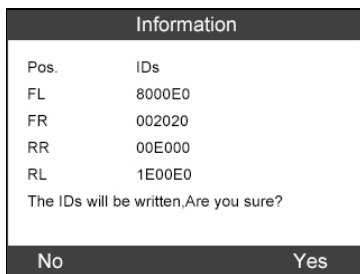 Information
Pos. IDs
FL 8000E0
FR 002020
RR 00E000
RL 1E00E0
The IDs will be written,Are you sure?
No Yes